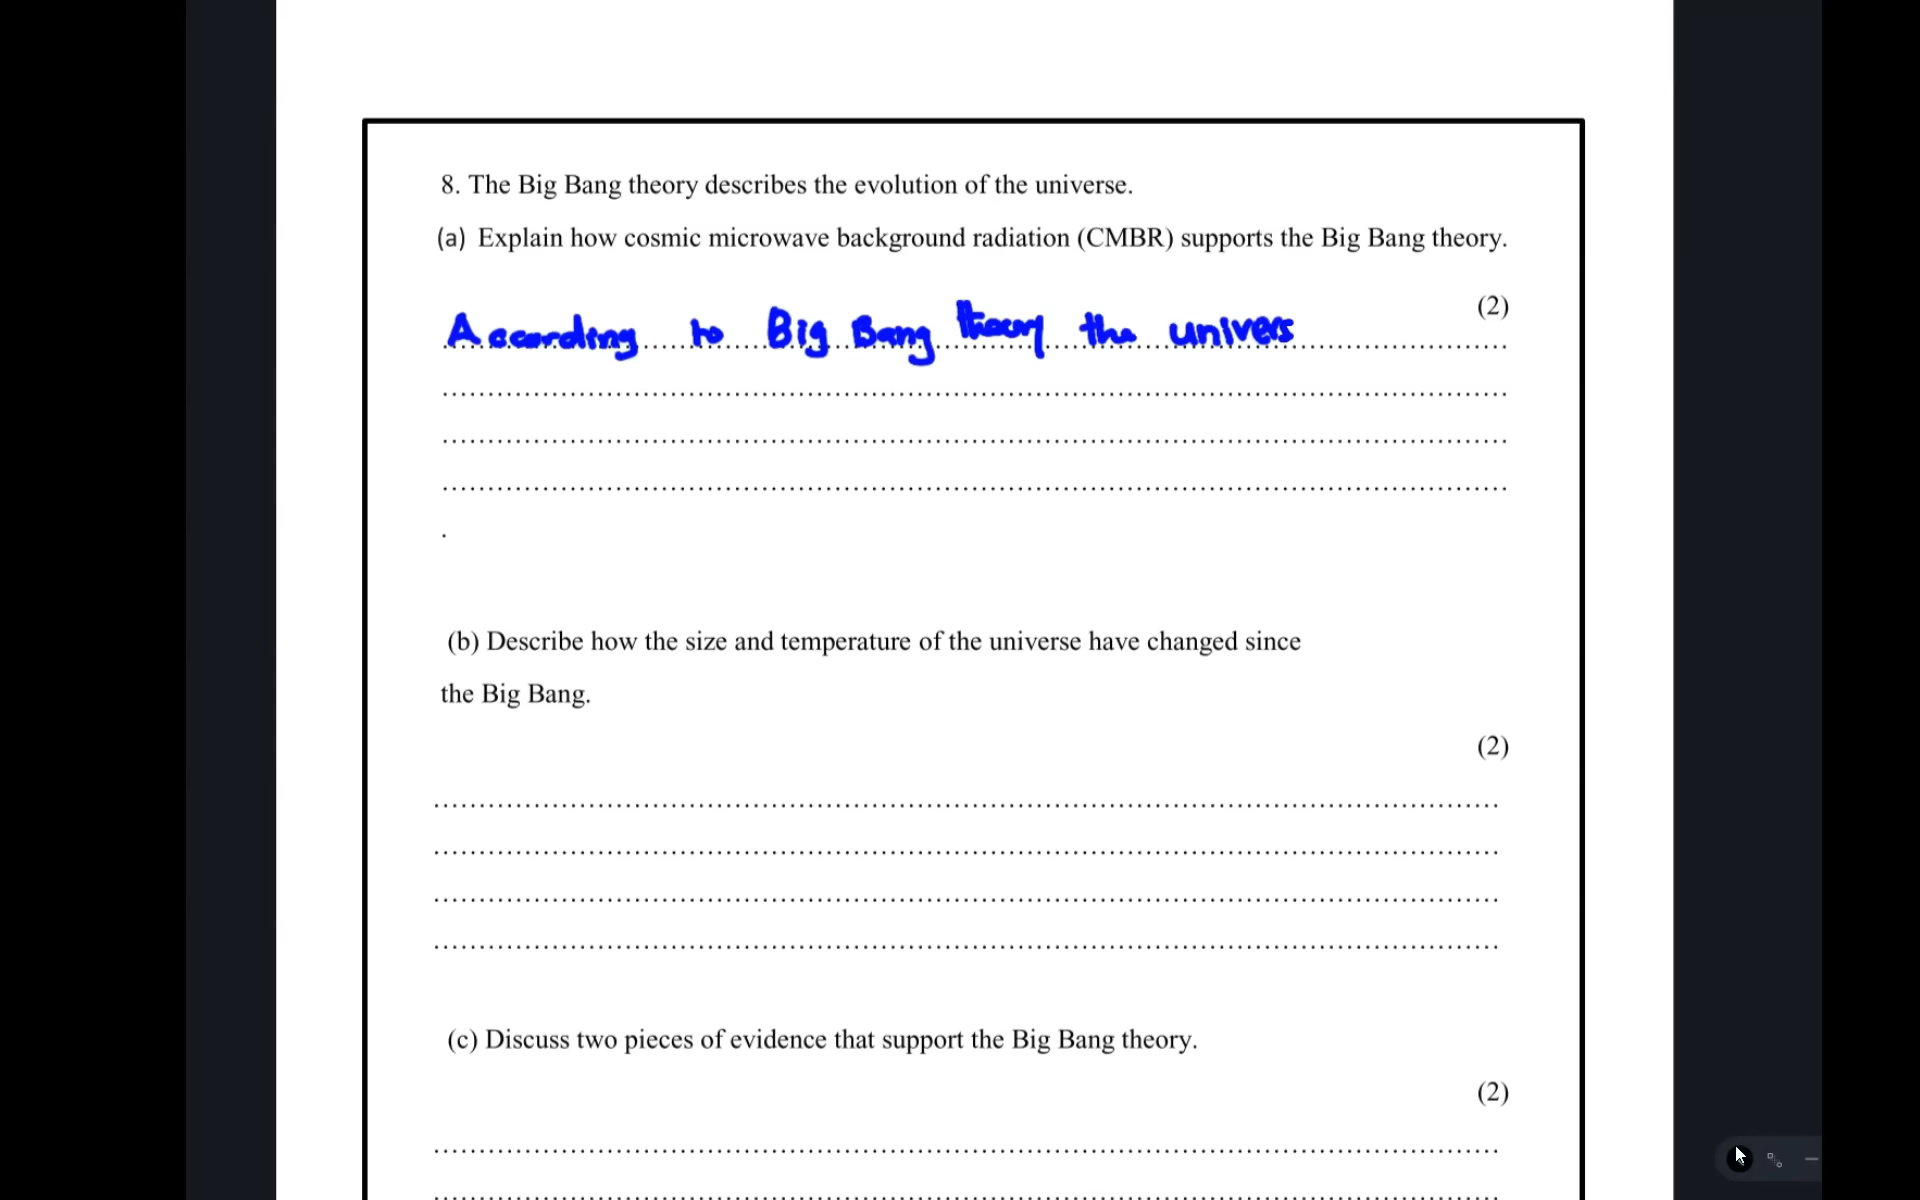 8. The Big Bang theory describes the evolution of the universe.
(a) Explain how cosmic microwave background radiation (CMBR) supports the Big Bang theory.
(2)
According to Big Bang theory the univers
(b) Describe how the size and temperature of the universe have changed since
the Big Bang.
(2)
(c) Discuss two pieces of evidence that support the Big Bang theory.
(2)